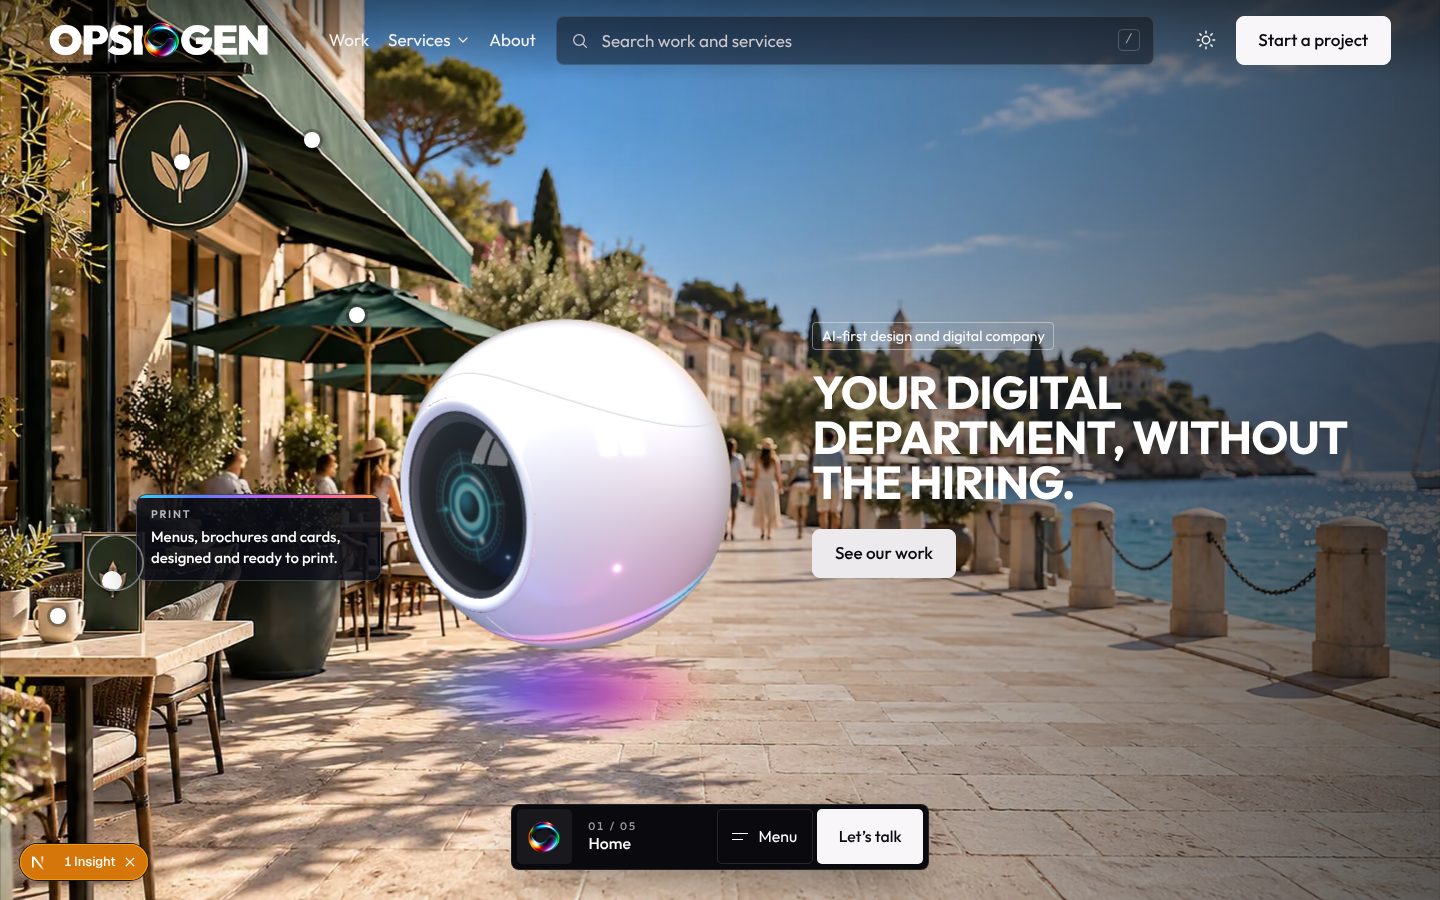 OPSIOGEN
Work
Services
About
Search work and services
/
Start a project
AI-first design and digital company
YOUR DIGITAL
DEPARTMENT, WITHOUT
THE HIRING.
See our work
PRINT
Menus, brochures and cards,
designed and ready to print.
01 / 05
Home
Menu
Let's talk
N
1 Insight